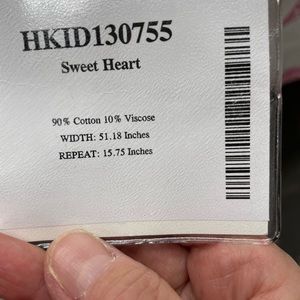 HKID130755
Sweet Heart
90% Cotton 10% Viscose
WIDTH: 51.18 Inches
REPEAT: 15.75 Inches